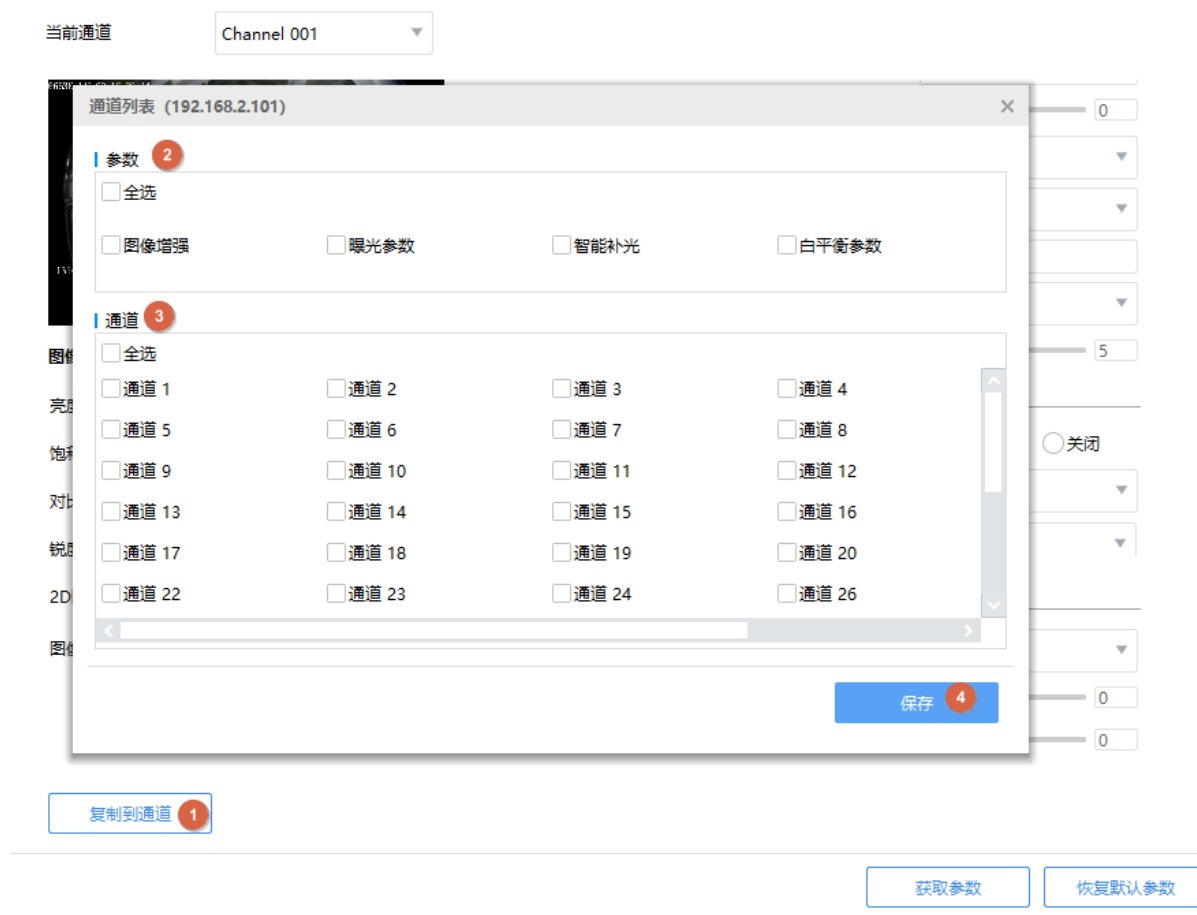 当前通道 Channel 001
通道列表 (192.168.2.101)
0
参数 2
全选
图像增强 曝光参数 智能补光 白平衡参数
通道 3
全选
5
图
通道 1 通道 2 通道 3 通道 4
亮
通道 5 通道 6 通道 7 通道 8
关闭
饱
通道 9 通道 10 通道 11 通道 12
对
通道 13 通道 14 通道 15 通道 16
锐
通道 17 通道 18 通道 19 通道 20
2D
通道 22 通道 23 通道 24 通道 26
图
保存 4
0
0
复制到通道 1
获取参数 恢复默认参数